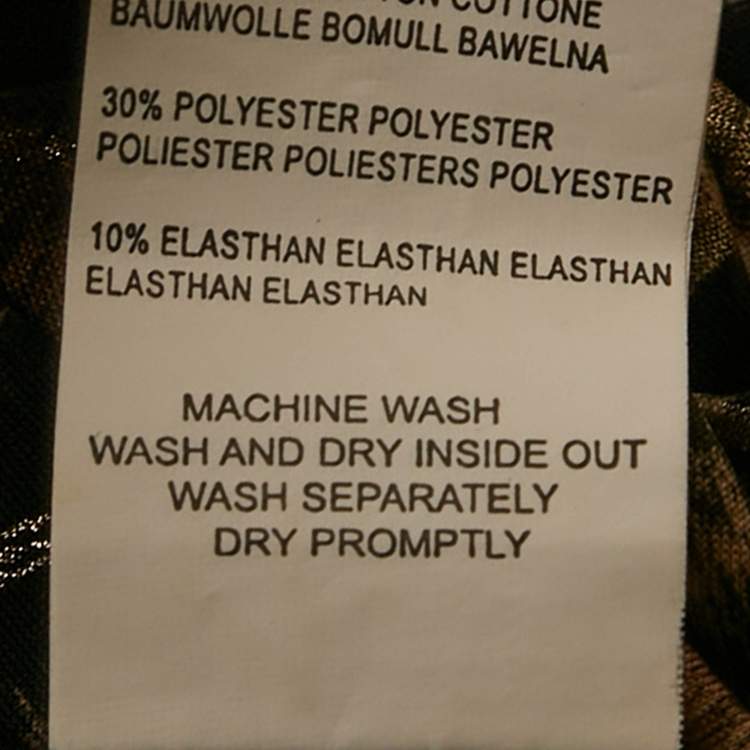 COTTONE
BAUMWOLLE BOMULL BAWELNA
30% POLYESTER POLYESTER
POLIESTER POLIESTERS POLYESTER
10% ELASTHAN ELASTHAN ELASTHAN
ELASTHAN ELASTHAN
MACHINE WASH
WASH AND DRY INSIDE OUT
WASH SEPARATELY
DRY PROMPTLY